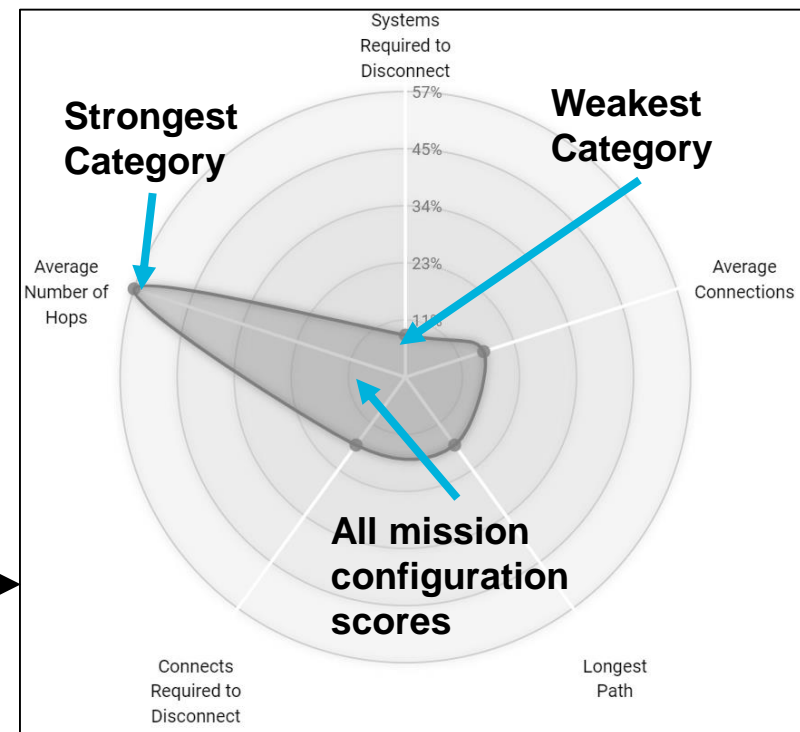 Systems
Required to
Disconnect
57%
Strongest
Category
Weakest
Category
45%
34%
23%
11%
Average
Number of
Hops
Average
Connections
All mission
configuration
scores
Connects
Required to
Disconnect
Longest
Path